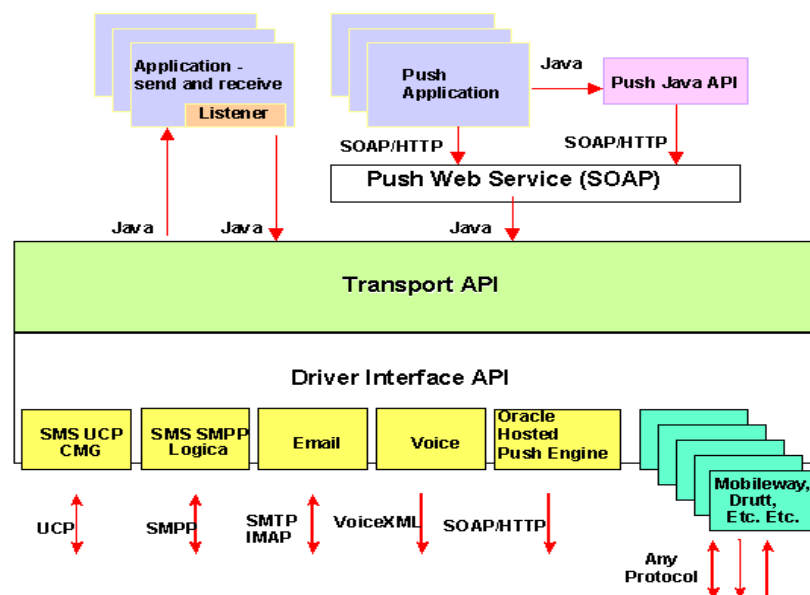 Application -
send and receive
Listener
Push
Application
Java
Push Java API
SOAP/HTTP
SOAP/HTTP
Push Web Service (SOAP)
Java
Java
Java
Transport API
Driver Interface API
SMS UCP
CMG
SMS SMPP
Logica
Email
Voice
Oracle
Hosted
Push Engine
Mobileway,
Drutt,
Etc. Etc.
UCP
SMPP
SMTP
IMAP
VoiceXML
SOAP/HTTP
Any
Protocol